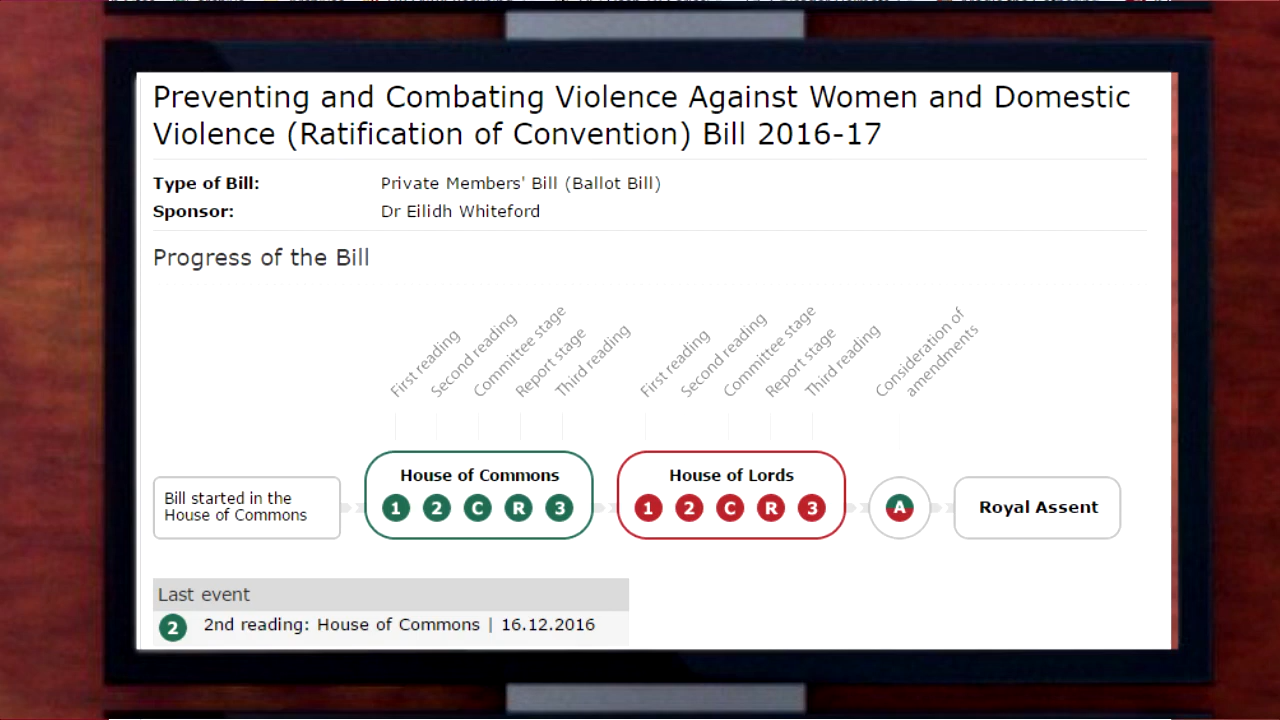 Preventing and Combating Violence Against Women and Domestic
Violence (Ratification of Convention) Bill 2016-17
Type of Bill: Private Members' Bill (Ballot Bill)
Sponsor: Dr Eilidh Whiteford
Progress of the Bill
First reading
Second reading
Committee stage
Report stage
Third reading
First reading
Second reading
Committee stage
Report stage
Third reading
Consideration of
amendments
Bill started in the
House of Commons
House of Commons
1 2 C R 3
House of Lords
1 2 C R 3
A
Royal Assent
Last event
2 2nd reading: House of Commons | 16.12.2016